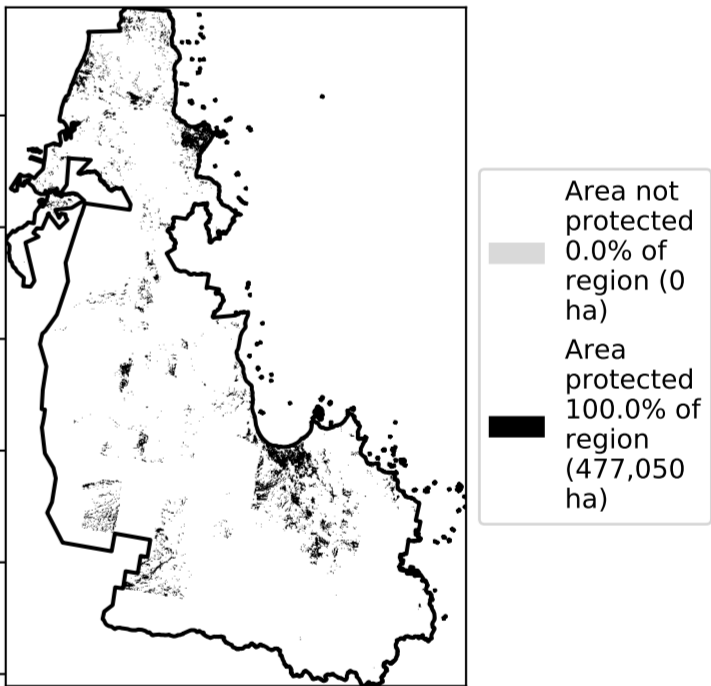 Area not
protected
0.0% of
region (0
ha)
Area
protected
100.0% of
region
(477,050
ha)